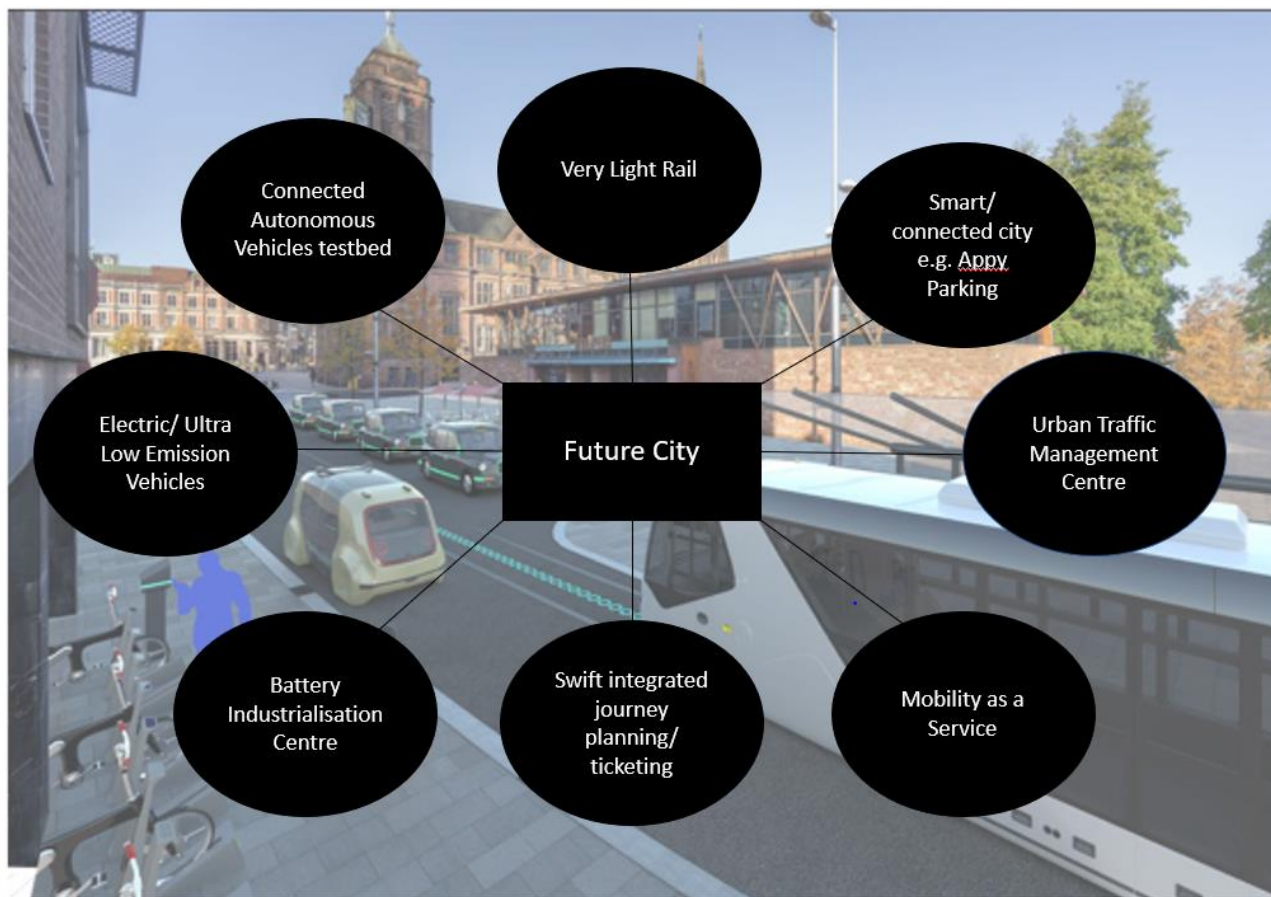 Very Light Rail
Connected
Autonomous
Vehicles testbed
Smart/
connected city
e.g. Appy
Parking
Electric/ Ultra
Low Emission
Vehicles
Future City
Urban Traffic
Management
Centre
Battery
Industrialisation
Centre
Swift integrated
journey
planning/
ticketing
Mobility as a
Service